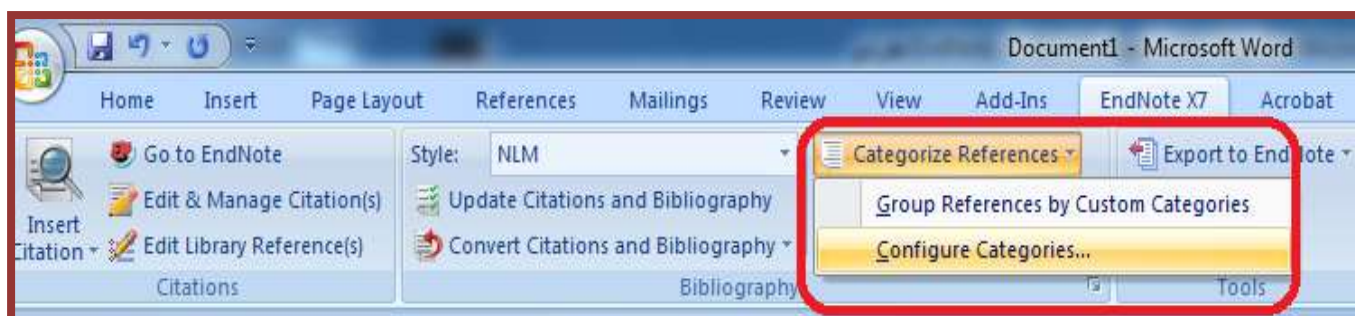 Document1 - Microsoft Word
Home Insert Page Layout References Mailings Review View Add-Ins EndNote X7 Acrobat
Go to EndNote Style: NLM Categorize References Export to EndNote
Edit & Manage Citation(s) Update Citations and Bibliography Group References by Custom Categories
Insert
Citation Edit Library Reference(s) Convert Citations and Bibliography Configure Categories...
Citations Bibliography Tools